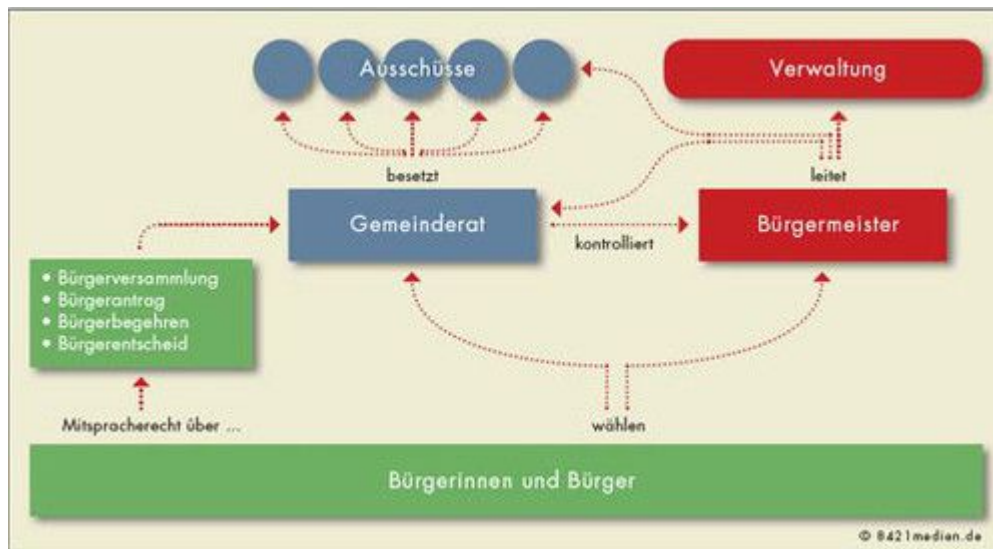 Ausschüsse
Verwaltung
besetzt
leitet
Gemeinderat
kontrolliert
Bürgermeister
• Bürgerversammlung
• Bürgerantrag
• Bürgerbegehren
• Bürgerentscheid
Mitspracherecht über ...
wählen
Bürgerinnen und Bürger
© 8421medien.de